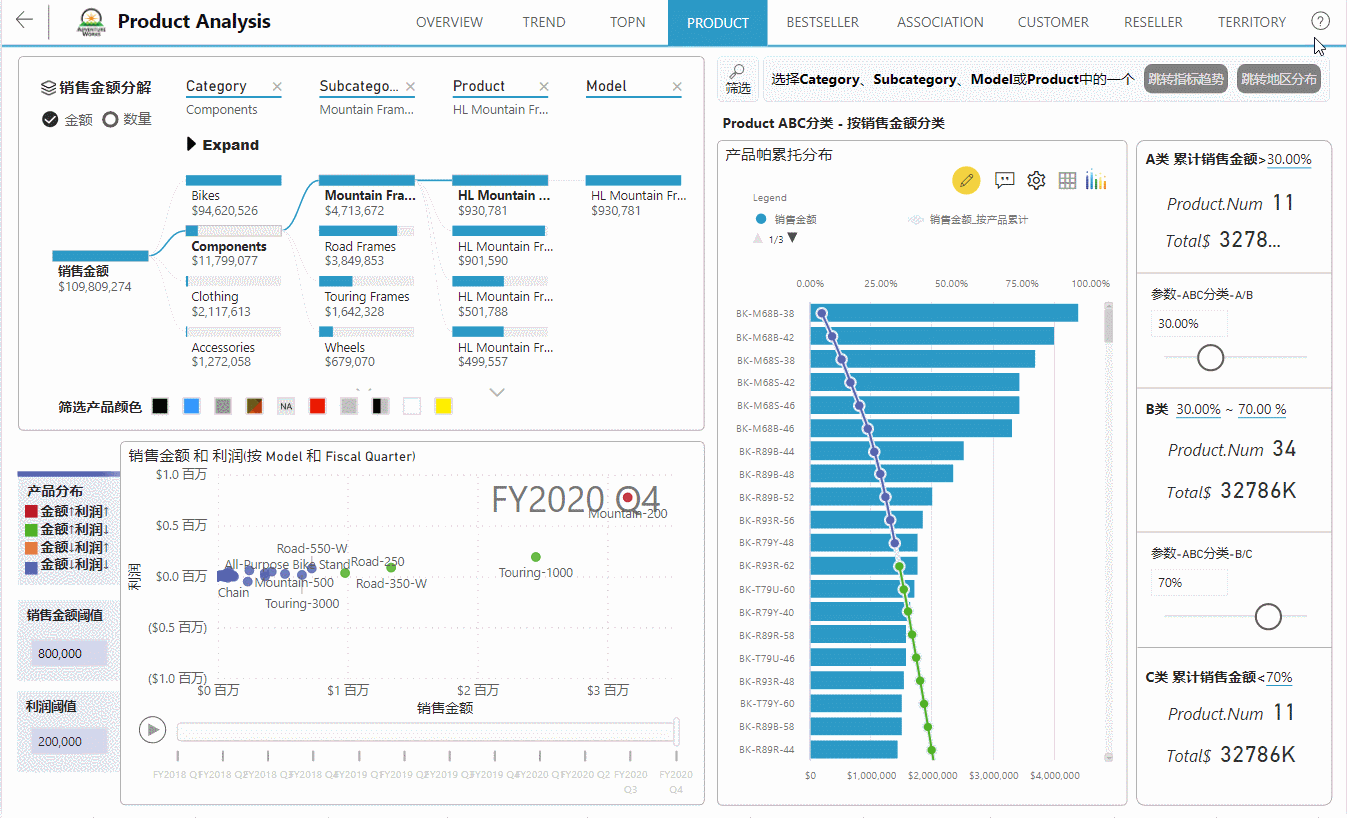 Product Analysis
OVERVIEW
TREND
TOPN
PRODUCT
BESTSELLER
ASSOCIATION
CUSTOMER
RESELLER
TERRITORY
?
ADVENTURE
WORKS
销售金额分解
金额
数量
Category
Components
Subcatego...
Mountain Fram...
Product
HL Mountain Fr...
Model
Expand
销售金额
$109,809,274
Bikes
$94,620,526
Components
$11,799,077
Clothing
$2,117,613
Accessories
$1,272,058
Mountain Fra...
$4,713,672
Road Frames
$3,849,853
Touring Frames
$1,642,328
Wheels
$679,070
HL Mountain ...
$930,781
HL Mountain Fr...
$901,590
HL Mountain Fr...
$501,788
HL Mountain Fr...
$499,557
HL Mountain Fr...
$930,781
筛选产品颜色
NA
筛选
选择Category、Subcategory、Model或Product中的一个
跳转指标趋势
跳转地区分布
产品分布
金额↑利润↑
金额↑利润↓
金额↓利润↑
金额↓利润↓
销售金额阈值
800,000
利润阈值
200,000
销售金额 和 利润(按 Model 和 Fiscal Quarter)
FY2020 Q4
$1.0 百万
$0.5 百万
$0.0 百万
($0.5 百万)
($1.0 百万)
利润
Mountain-200
Road-550-W
All-Purpose Bike Stand
Road-250
Mountain-500
Road-350-W
Chain
Touring-3000
Touring-1000
$0 百万
$1 百万
$2 百万
$3 百万
销售金额
FY2018 Q1
FY2018 Q2
FY2018 Q3
FY2018 Q4
FY2019 Q1
FY2019 Q2
FY2019 Q3
FY2019 Q4
FY2020 Q1
FY2020 Q2
FY2020 Q3
FY2020 Q4
Product ABC分类 - 按销售金额分类
产品帕累托分布
Legend
销售金额
销售金额_按产品累计
1/3
0.00%
25.00%
50.00%
75.00%
100.00%
BK-M68B-38
BK-M68B-42
BK-M68S-38
BK-M68S-42
BK-M68S-46
BK-M68B-46
BK-R89B-44
BK-R89B-48
BK-R89B-52
BK-R93R-56
BK-R79Y-48
BK-R93R-62
BK-T79U-60
BK-R79Y-40
BK-R89R-58
BK-T79U-46
BK-R93R-48
BK-T79Y-60
BK-R89B-58
BK-R89R-44
$0
$1,000,000
$2,000,000
$3,000,000
$4,000,000
A类 累计销售金额>30.00%
Product.Num 11
Total$ 3278...
参数-ABC分类-A/B
30.00%
B类 30.00% ~ 70.00 %
Product.Num 34
Total$ 32786K
参数-ABC分类-B/C
70%
C类 累计销售金额<70%
Product.Num 11
Total$ 32786K